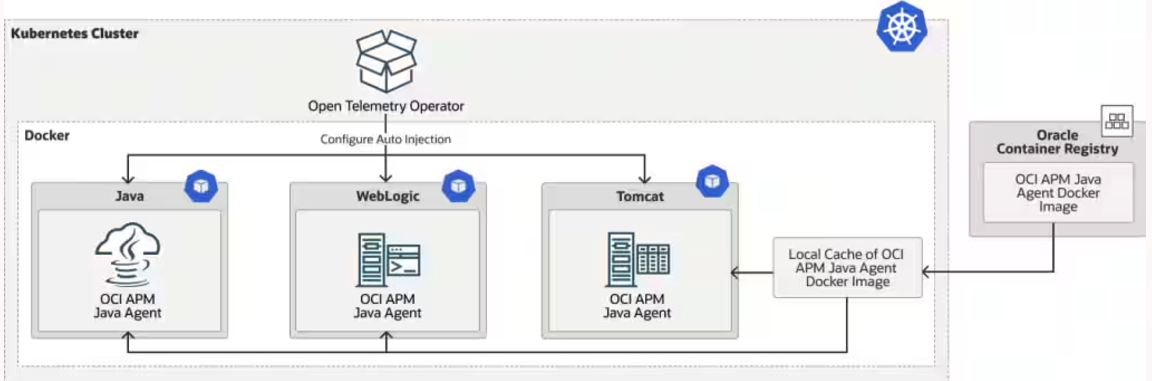 Kubernetes Cluster
Open Telemetry Operator
Docker
Configure Auto Injection
Oracle
Container Registry
OCI APM Java
Agent Docker
Image
Java
WebLogic
Tomcat
Local Cache of OCI
APM Java Agent
Docker Image
OCI APM
Java Agent
OCI APM
Java Agent
OCI APM
Java Agent